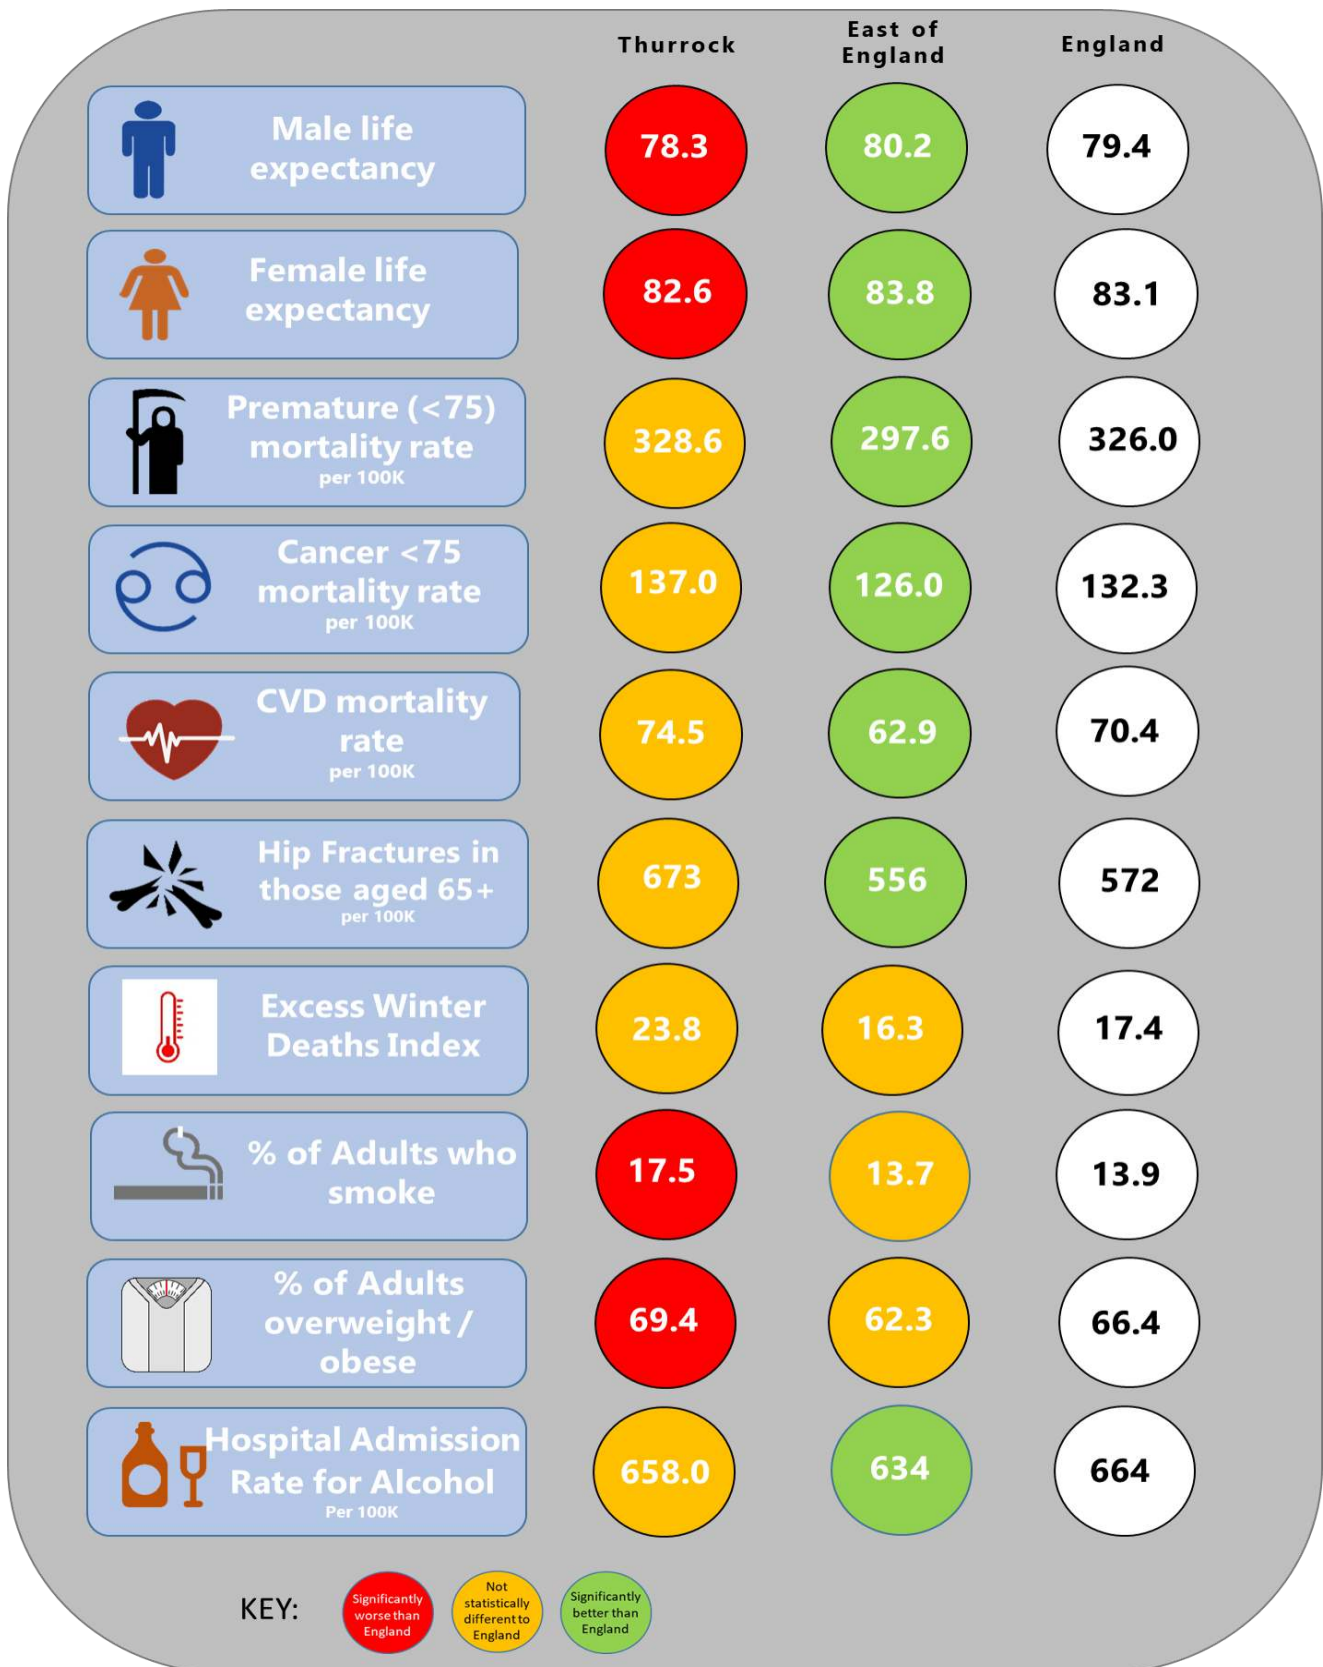 Thurrock
East of
England
England
Male life
expectancy
78.3
80.2
79.4
Female life
expectancy
82.6
83.8
83.1
Premature (<75)
mortality rate
per 100K
328.6
297.6
326.0
Cancer <75
mortality rate
per 100K
137.0
126.0
132.3
CVD mortality
rate
per 100K
74.5
62.9
70.4
Hip Fractures in
those aged 65+
per 100K
673
556
572
Excess Winter
Deaths Index
23.8
16.3
17.4
% of Adults who
smoke
17.5
13.7
13.9
% of Adults
overweight /
obese
69.4
62.3
66.4
Hospital Admission
Rate for Alcohol
Per 100K
658.0
634
664
KEY:
Significantly
worse than
England
Not
statistically
different to
England
Significantly
better than
England